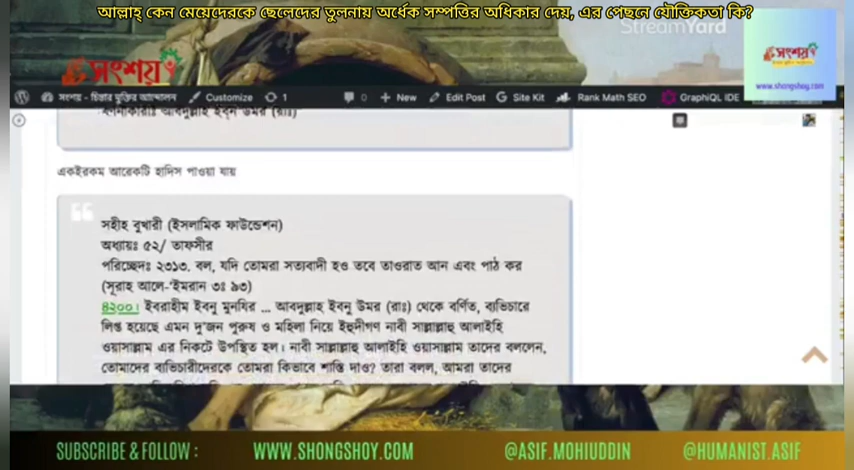 আল্লাহ্ কেন মেয়েদেরকে ছেলেদের তুলনায় অর্ধেক সম্পত্তির অধিকার দেয়, এর পেছনে যৌক্তিকতা কি?
StreamYard
সংশয়
সংশয়
www.shongshoy.com
সংশয় - চিন্তার মুক্তির আন্দোলন Customize 1 0 New Edit Post Site Kit Rank Math SEO GraphiQL IDE
বর্ণনাকারীঃ আবদুল্লাহ ইব্‌ন উমর (রাঃ)
একইরকম আরেকটি হাদিস পাওয়া যায়
সহীহ বুখারী (ইসলামিক ফাউন্ডেশন)
অধ্যায়ঃ ৫২/ তাফসীর
পরিচ্ছেদঃ ২৩১৩. বল, যদি তোমরা সত্যবাদী হও তবে তাওরাত আন এবং পাঠ কর
(সূরাহ আলে-'ইমরান ৩ঃ ৯৩)
৪২০০। ইবরাহীম ইবনু মুনযির ... আবদুল্লাহ ইবনু উমর (রাঃ) থেকে বর্ণিত, ব্যভিচারে
লিপ্ত হয়েছে এমন দু'জন পুরুষ ও মহিলা নিয়ে ইহুদীগণ নাবী সাল্লাল্লাহু আলাইহি
ওয়াসাল্লাম এর নিকটে উপস্থিত হল। নাবী সাল্লাল্লাহু আলাইহি ওয়াসাল্লাম তাদের বললেন,
তোমাদের ব্যভিচারীদেরকে তোমরা কিভাবে শাস্তি দাও? তারা বলল, আমরা তাদের
SUBSCRIBE & FOLLOW : WWW.SHONGSHOY.COM @ASIF.MOHIUDDIN @HUMANIST.ASIF